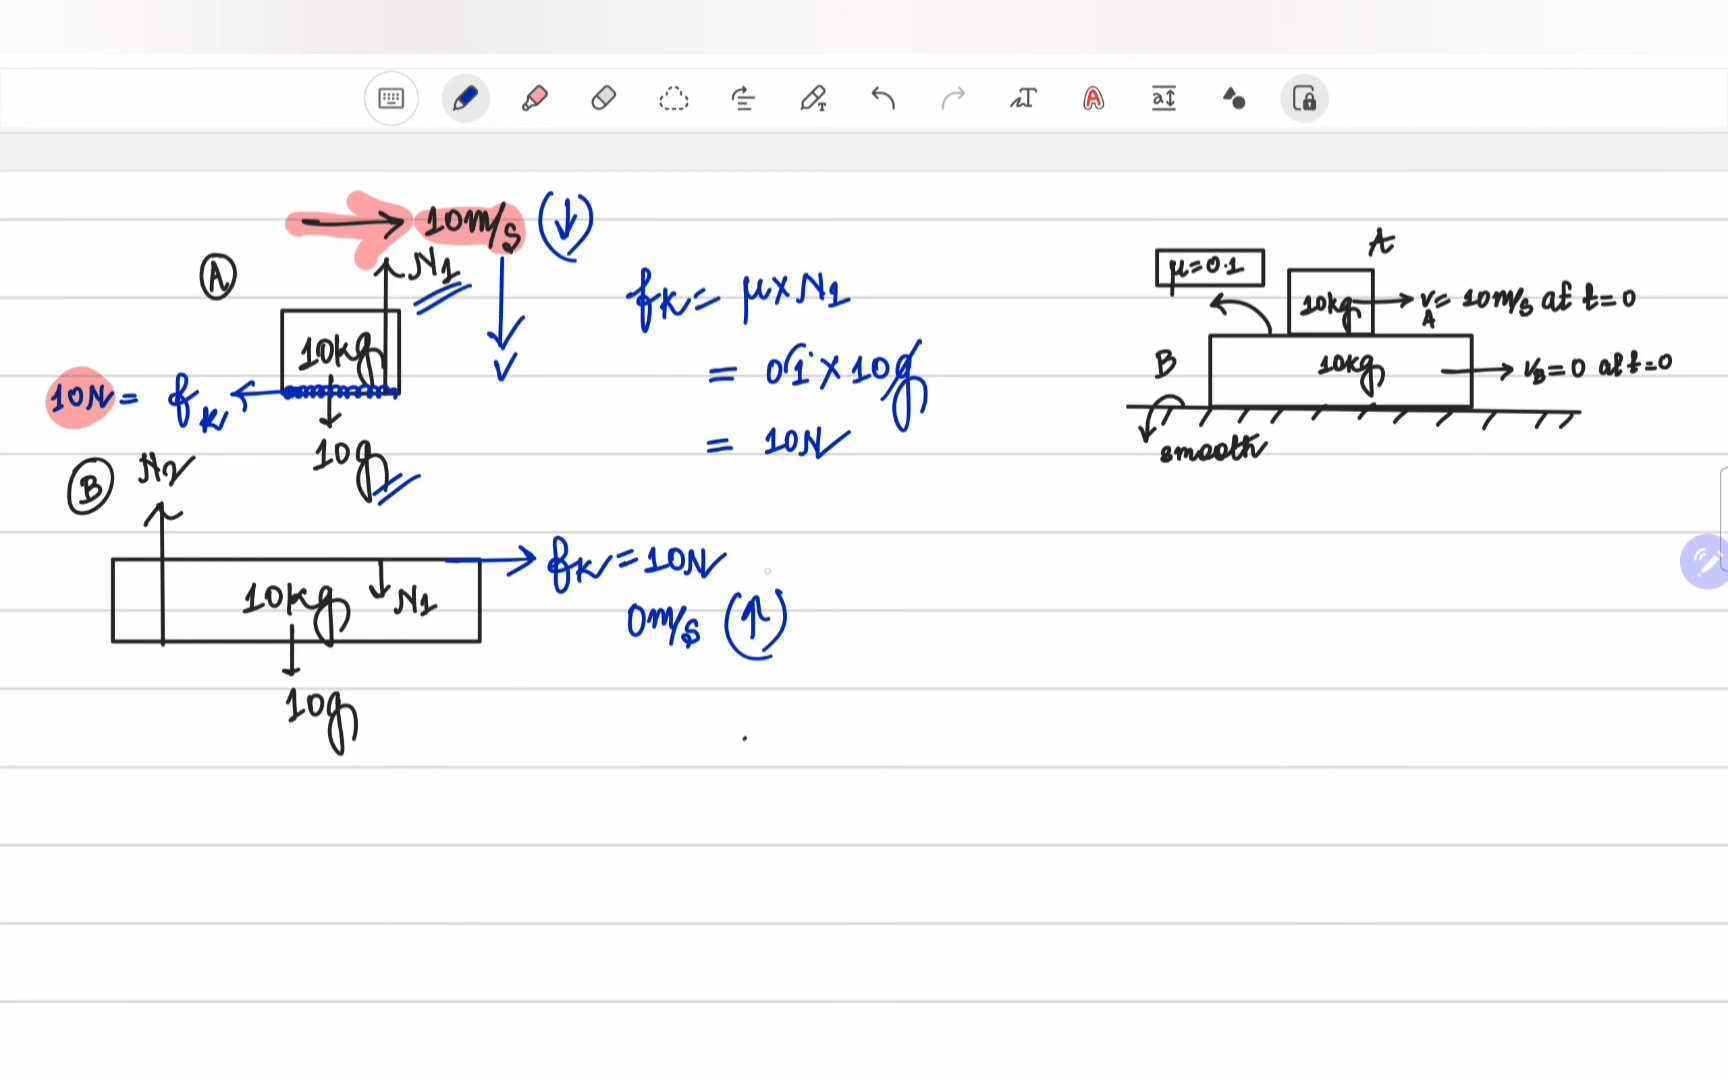 10m/s (↓)
N1
A
10kg
10N = fK
10g
v
fK = μ × N1
= 0.1 × 10g
= 10N
B N2
10kg N1
10g
fK = 10N
0m/s (↑)
A
μ=0.1
10kg → vA = 10m/s at t=0
B 10kg → vB = 0 at t=0
smooth